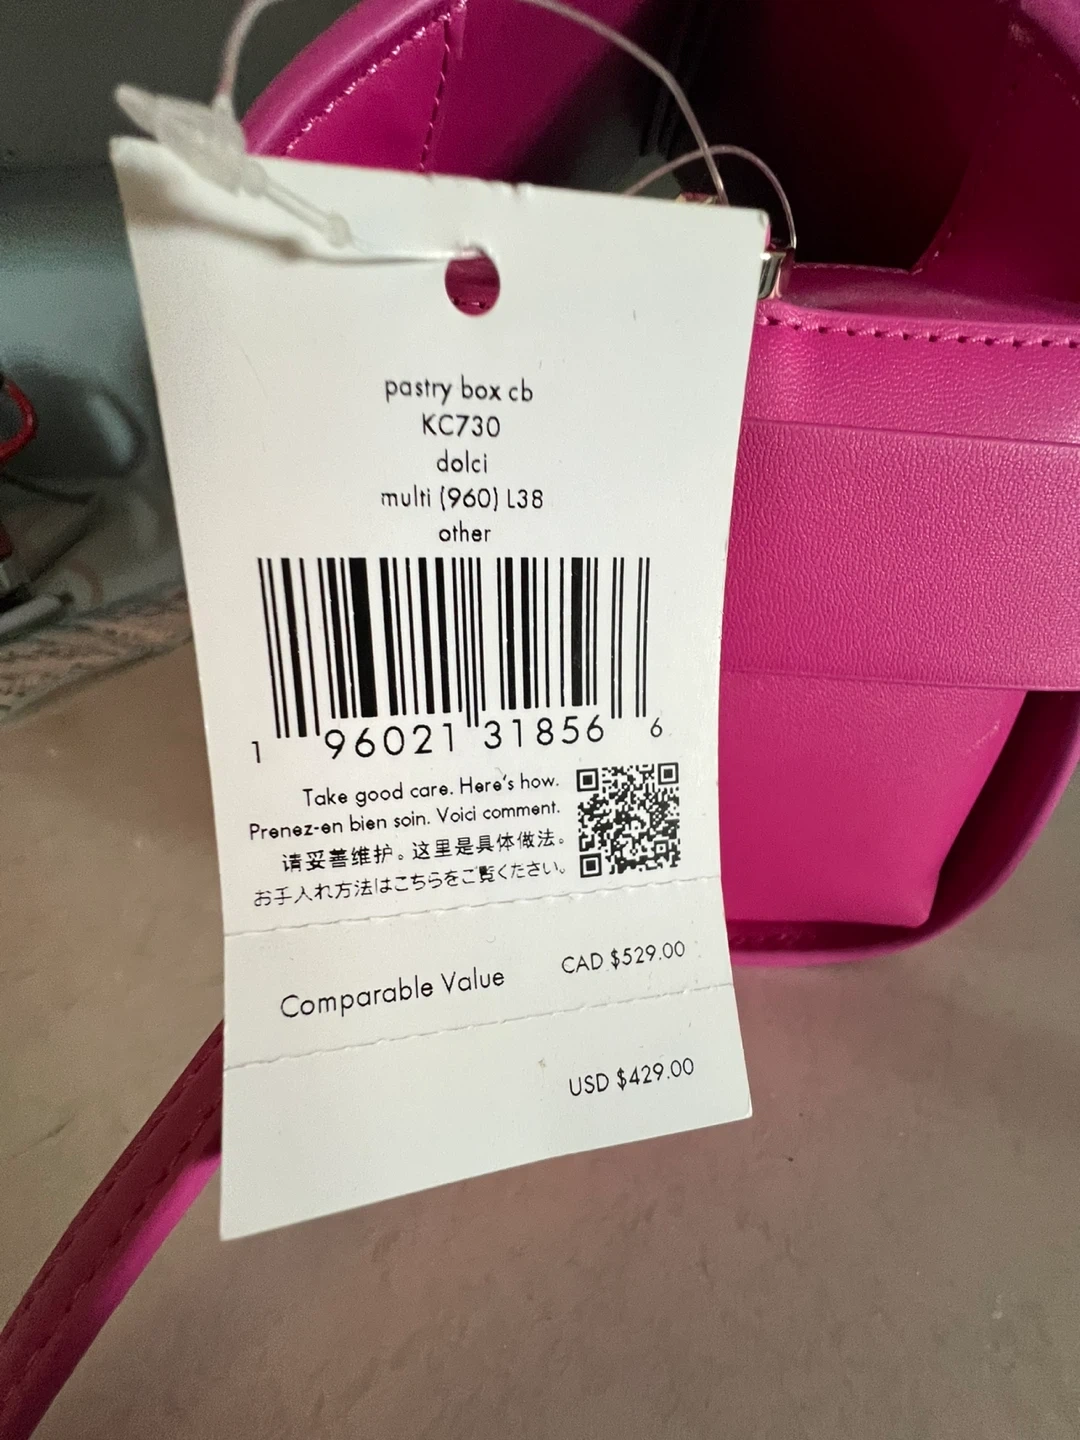 pastry box cb
KC730
dolci
multi (960) L38
other
1 96021 31856 6
Take good care. Here's how.
Prenez-en bien soin. Voici comment.
请妥善维护。这里是具体做法。
お手入れ方法はこちらをご覧ください。
Comparable Value CAD $529.00
USD $429.00